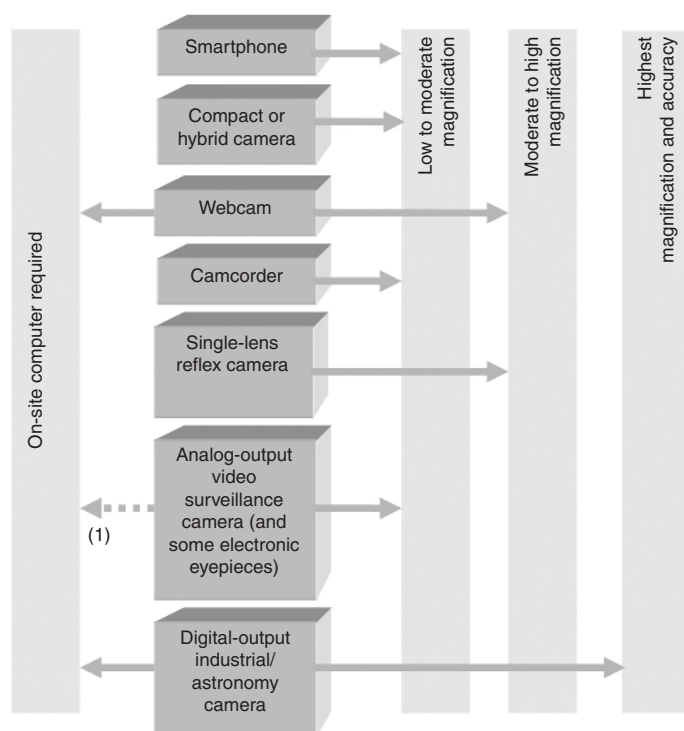 Smartphone
Compact or
hybrid camera
Webcam
Camcorder
Single-lens
reflex camera
Analog-output
video
surveillance
camera (and
some electronic
eyepieces)
Digital-output
industrial/
astronomy
camera
On-site computer required
(1)
Low to moderate
magnification
Moderate to high
magnification
Highest
magnification and accuracy